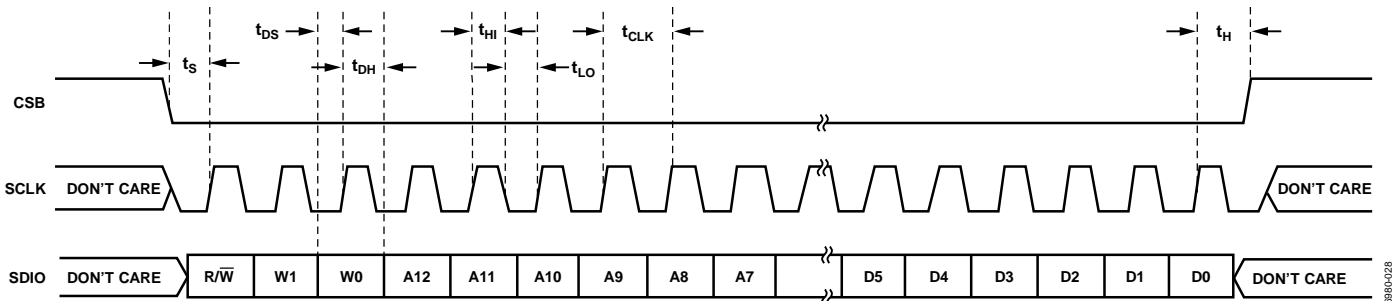 tDS
tHI
tCLK
tH
tS
tDH
tLO
CSB
SCLK DON'T CARE DON'T CARE
SDIO DON'T CARE R/W̅ W1 W0 A12 A11 A10 A9 A8 A7 D5 D4 D3 D2 D1 D0 DON'T CARE